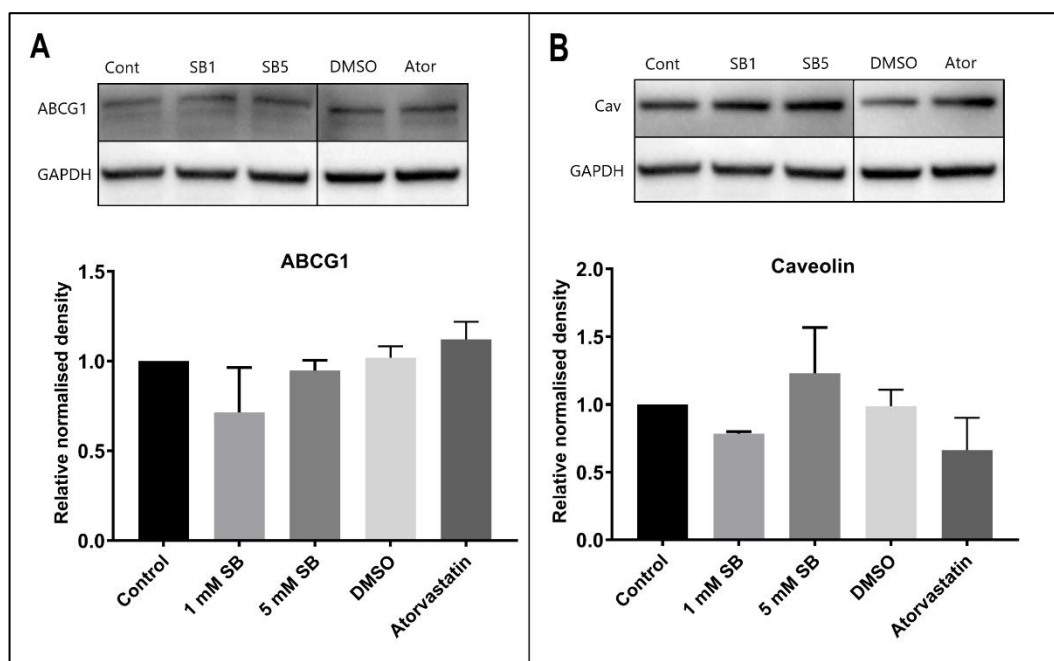 A
Cont SB1 SB5 DMSO Ator
ABCG1
GAPDH
ABCG1
Relative normalised density
1.5
1.0
0.5
0.0
Control
1 mM SB
5 mM SB
DMSO
Atorvastatin
B
Cont SB1 SB5 DMSO Ator
Cav
GAPDH
Caveolin
Relative normalised density
2.0
1.5
1.0
0.5
0.0
Control
1 mM SB
5 mM SB
DMSO
Atorvastatin